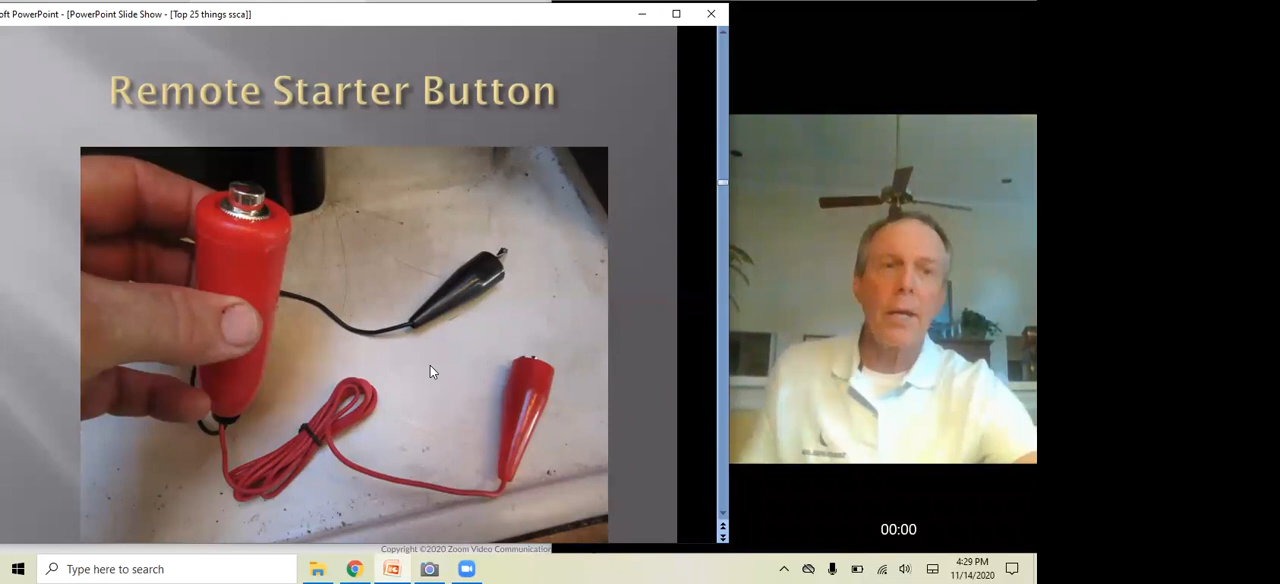 oft PowerPoint - [PowerPoint Slide Show - [Top 25 things ssca]]
Remote Starter Button
00:00
Copyright ©2020 Zoom Video Communication
Type here to search
4:29 PM
11/14/2020